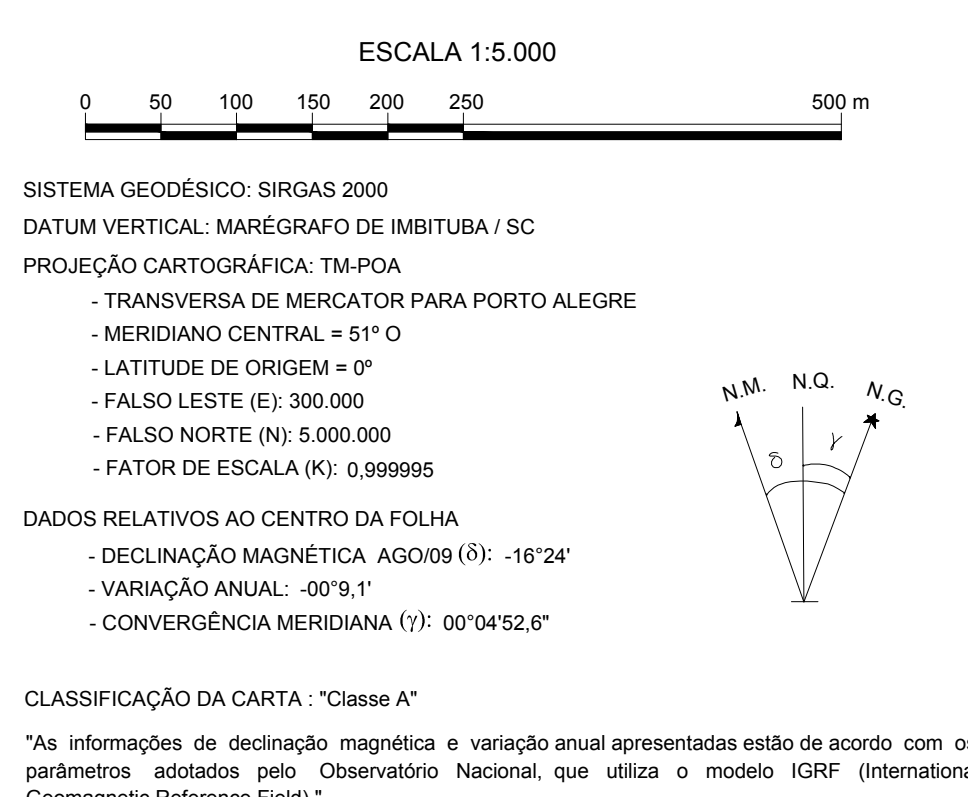 ESCALA 1:5.000
0 50 100 150 200 250 500 m
SISTEMA GEODÉSICO: SIRGAS 2000
DATUM VERTICAL: MARÉGRAFO DE IMBITUBA / SC
PROJEÇÃO CARTOGRÁFICA: TM-POA
- TRANSVERSA DE MERCATOR PARA PORTO ALEGRE
- MERIDIANO CENTRAL = 51º O
- LATITUDE DE ORIGEM = 0º
- FALSO LESTE (E): 300.000
- FALSO NORTE (N): 5.000.000
- FATOR DE ESCALA (K): 0,999995
N.M. N.Q. N.G.
δ γ
DADOS RELATIVOS AO CENTRO DA FOLHA
- DECLINAÇÃO MAGNÉTICA AGO/09 (δ): -16°24'
- VARIAÇÃO ANUAL: -00°9,1'
- CONVERGÊNCIA MERIDIANA (γ): 00°04'52,6"
CLASSIFICAÇÃO DA CARTA : "Classe A"
"As informações de declinação magnética e variação anual apresentadas estão de acordo com os
parâmetros adotados pelo Observatório Nacional, que utiliza o modelo IGRF (Internationa
Geomagnetic Reference Field)."